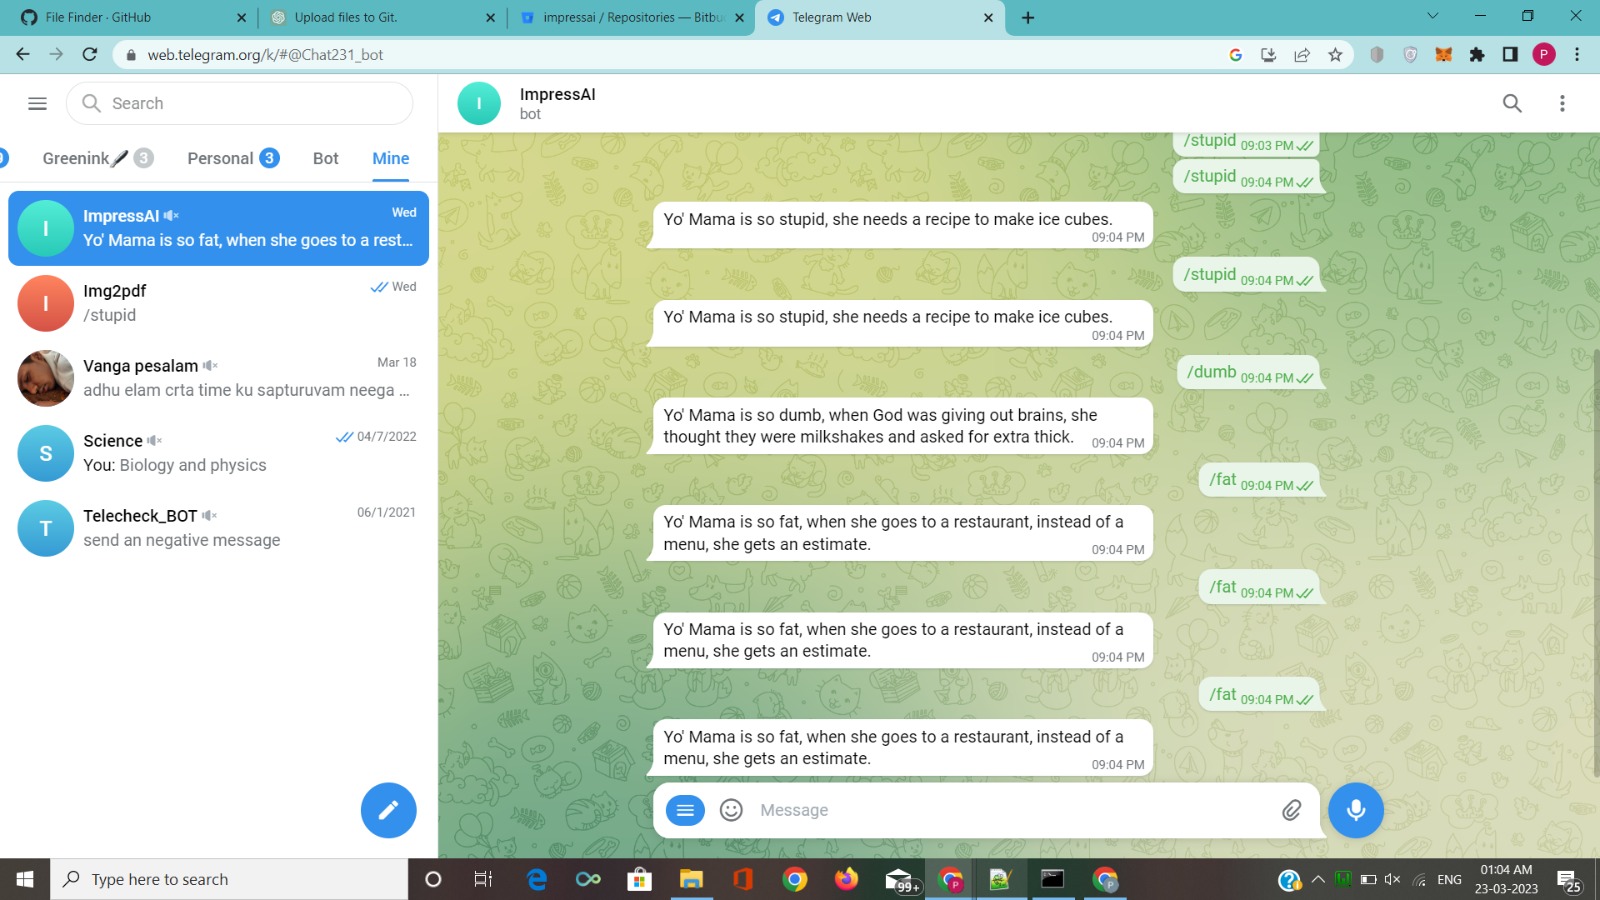 File Finder · GitHub
Upload files to Git.
impressai / Repositories — Bitbu
Telegram Web
web.telegram.org/k/#@Chat231_bot
G
P
Search
I
ImpressAI
bot
Greenink 3
Personal 3
Bot
Mine
I
ImpressAI
Wed
Yo' Mama is so fat, when she goes to a rest...
I
Img2pdf
Wed
/stupid
Vanga pesalam
Mar 18
adhu elam crta time ku sapturuvam neega ...
S
Science
04/7/2022
You: Biology and physics
T
Telecheck_BOT
06/1/2021
send an negative message
/stupid 09:03 PM
/stupid 09:04 PM
Yo' Mama is so stupid, she needs a recipe to make ice cubes.
09:04 PM
/stupid 09:04 PM
Yo' Mama is so stupid, she needs a recipe to make ice cubes.
09:04 PM
/dumb 09:04 PM
Yo' Mama is so dumb, when God was giving out brains, she
thought they were milkshakes and asked for extra thick. 09:04 PM
/fat 09:04 PM
Yo' Mama is so fat, when she goes to a restaurant, instead of a
menu, she gets an estimate. 09:04 PM
/fat 09:04 PM
Yo' Mama is so fat, when she goes to a restaurant, instead of a
menu, she gets an estimate. 09:04 PM
/fat 09:04 PM
Yo' Mama is so fat, when she goes to a restaurant, instead of a
menu, she gets an estimate. 09:04 PM
Message
Type here to search
99+
ENG
01:04 AM
23-03-2023
25